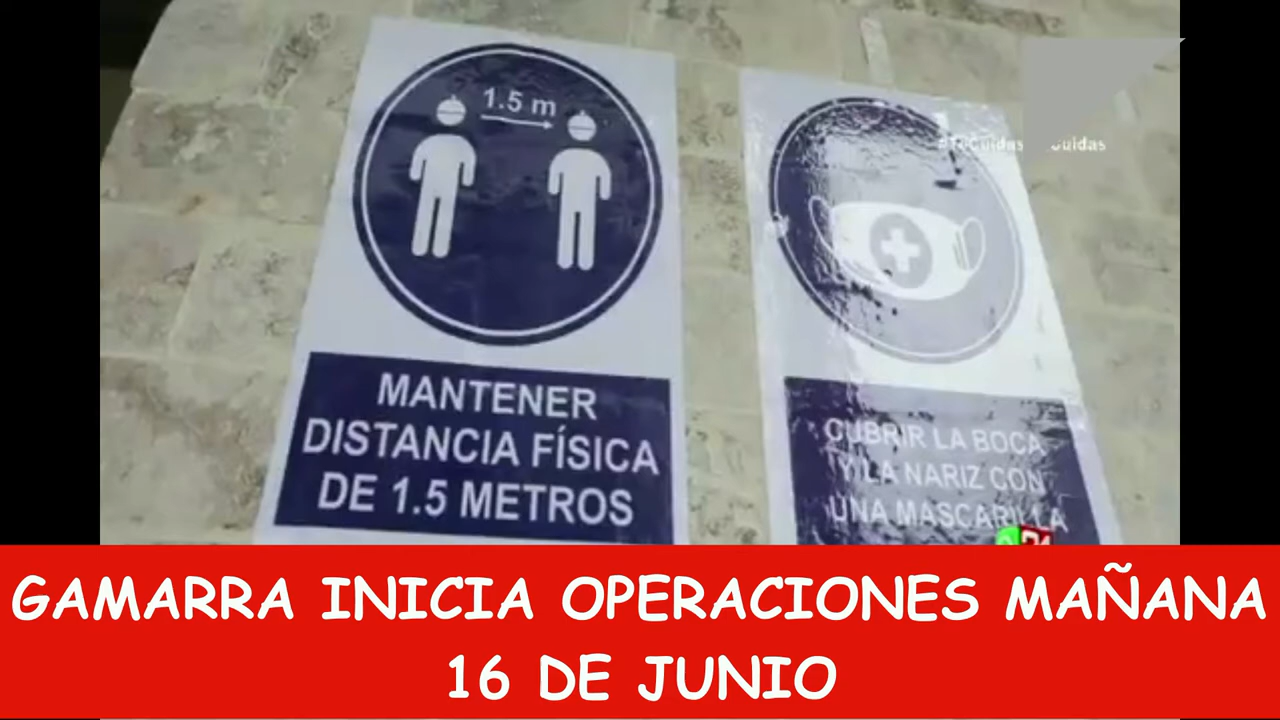 1.5 m
MANTENER
DISTANCIA FÍSICA
DE 1.5 METROS
CUBRIR LA BOCA
Y LA NARIZ CON
UNA MASCARILLA
GAMARRA INICIA OPERACIONES MAÑANA
16 DE JUNIO